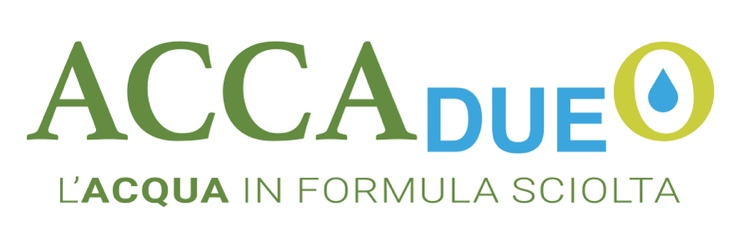 ACCADUEO
L'ACQUA IN FORMULA SCIOLTA